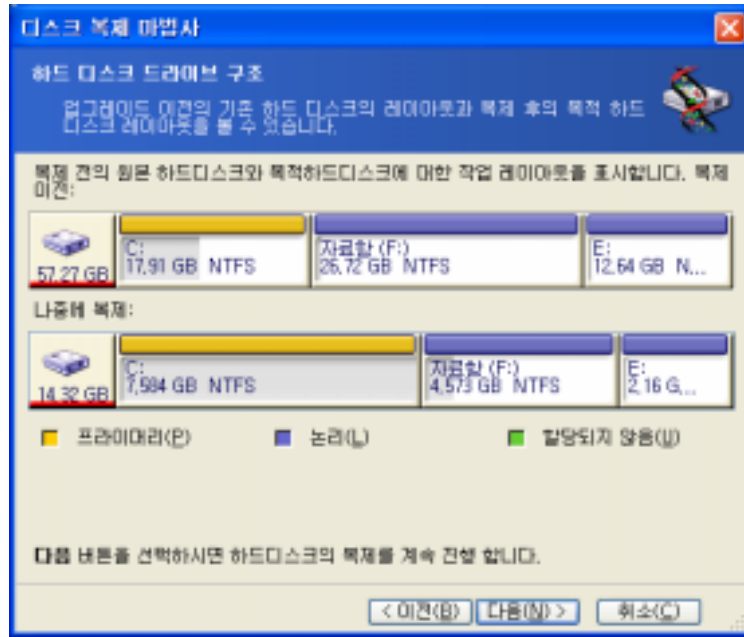 디스크 복제 마법사
하드 디스크 드라이브 구조
업그레이드 이전의 기존 하드 디스크의 레이아웃과 복제 후의 목적 하드
디스크 레이아웃을 볼 수 있습니다.
복제 전의 원본 하드디스크와 목적하드디스크에 대한 작업 레이아웃을 표시합니다. 복제
이전:
57,27 GB
C:
17,91 GB NTFS
자료함 (F:)
26,72 GB NTFS
E:
12,64 GB N...
나중에 복제:
14,32 GB
C:
7,584 GB NTFS
자료함 (F:)
4,573 GB NTFS
E:
2,16 G...
프라이머리(P)
논리(L)
할당되지 않음(U)
다음 버튼을 선택하시면 하드디스크의 복제를 계속 진행 합니다.
< 이전(B)
다음(N) >
취소(C)